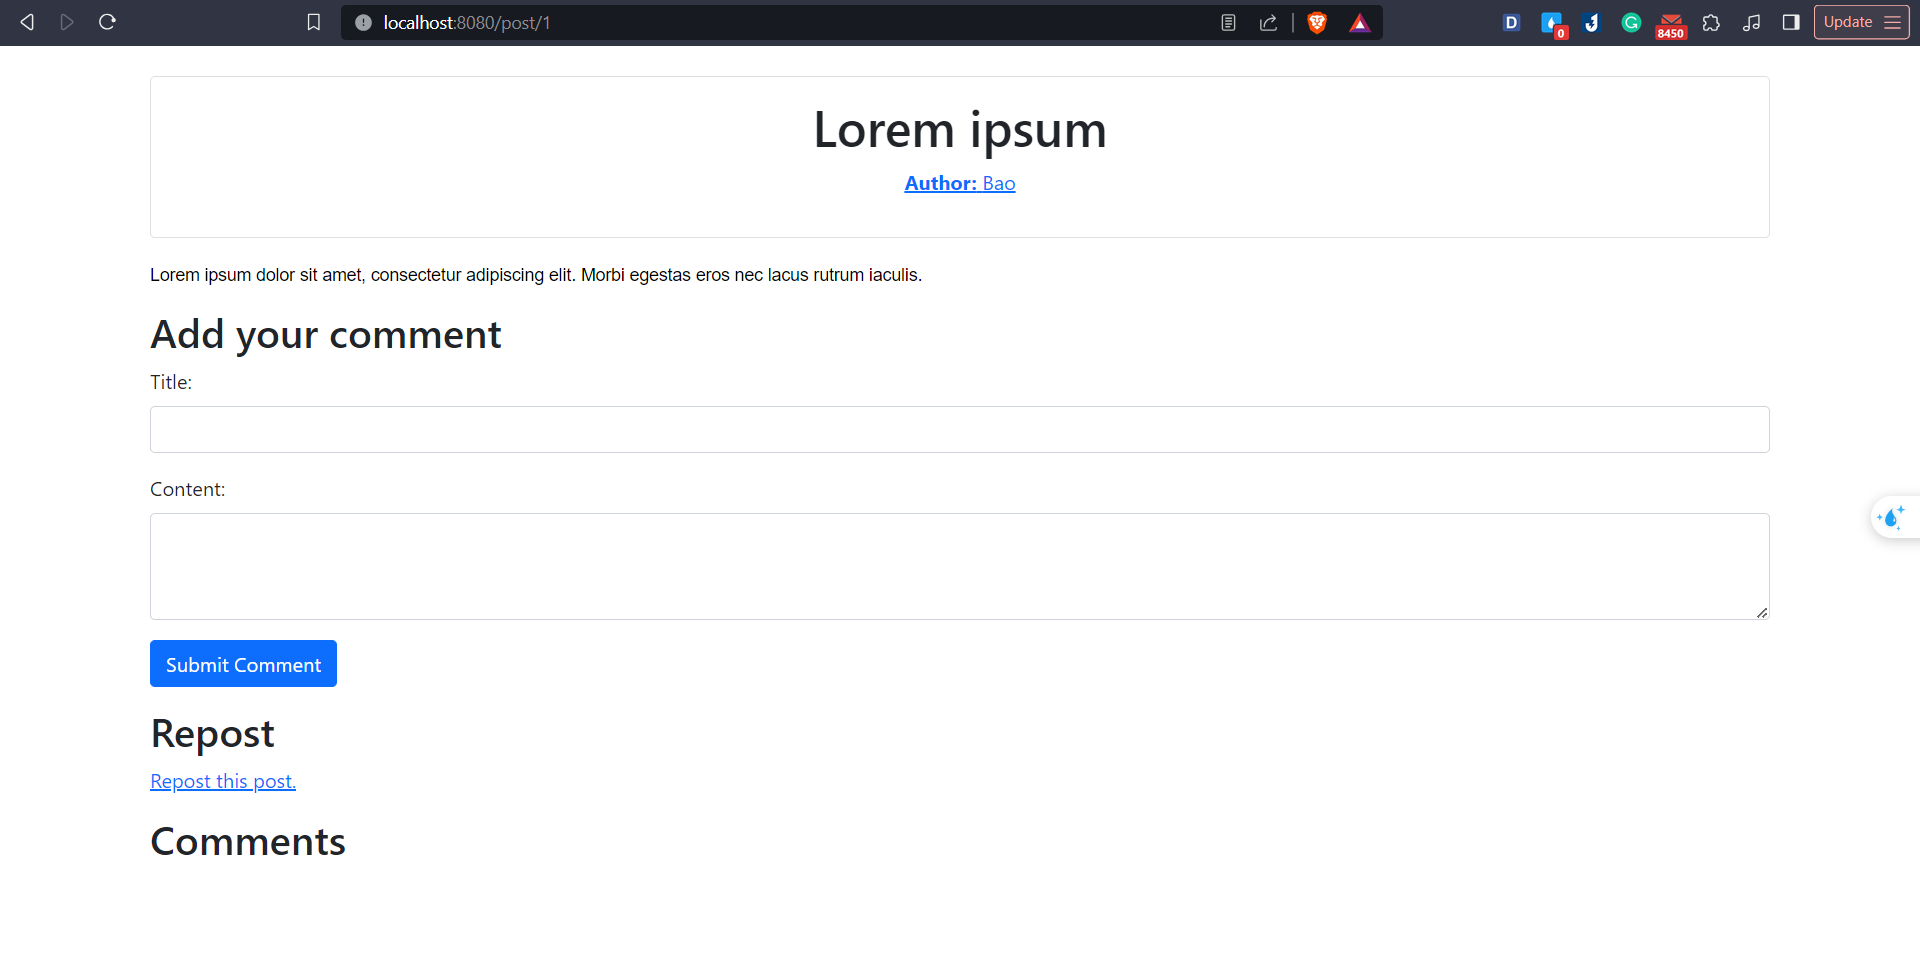 localhost:8080/post/1
D
0
G
8450
Update
Lorem ipsum
Author: Bao
Lorem ipsum dolor sit amet, consectetur adipiscing elit. Morbi egestas eros nec lacus rutrum iaculis.
Add your comment
Title:
Content:
Submit Comment
Repost
Repost this post.
Comments